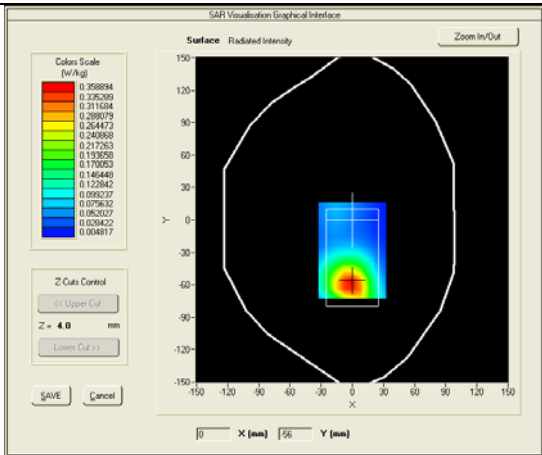 SAR Visualisation Graphical Interface
Surface Radiated Intensity
Zoom In/Out
Colors Scale
(W/kg)
0.358894
0.335289
0.311684
0.288079
0.264473
0.240868
0.217263
0.193658
0.170053
0.146448
0.122842
0.099237
0.075632
0.052027
0.028422
0.004817
Z Cuts Control
<< Upper Cut
Z = 4.0 mm
Lower Cut >>
SAVE Cancel
150
120
90
60
30
0
-30
-60
-90
-120
-150
Y
-150 -120 -90 -60 -30 0 30 60 90 120 150
X
0 X (mm) -56 Y (mm)